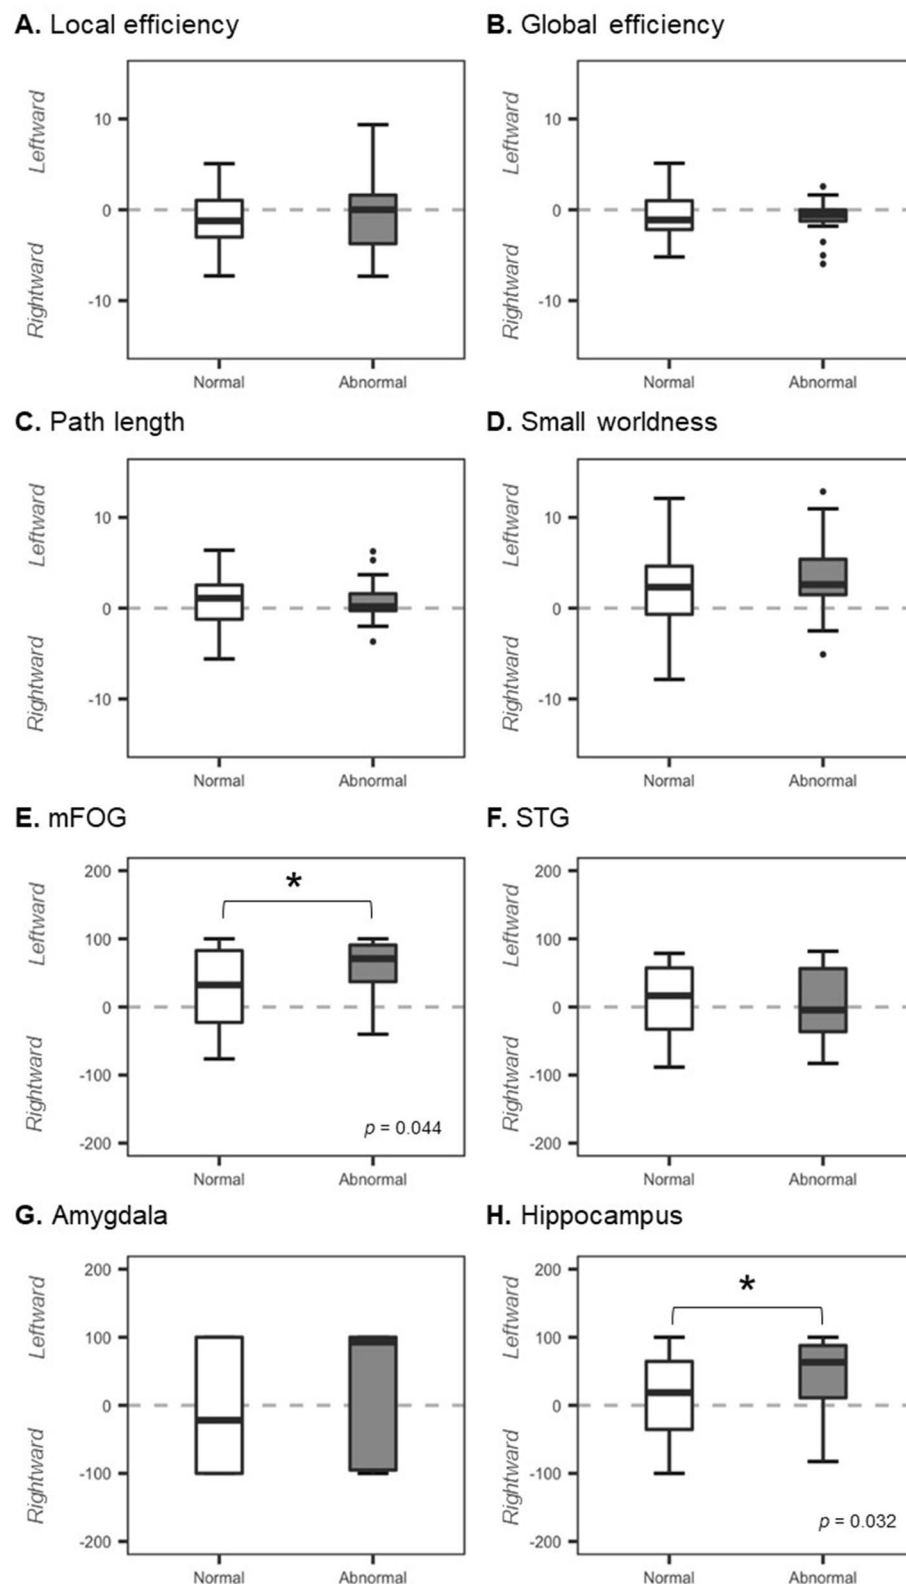 A. Local efficiency
Leftward
Rightward
10
0
-10
Normal
Abnormal
B. Global efficiency
Leftward
Rightward
10
0
-10
Normal
Abnormal
C. Path length
Leftward
Rightward
10
0
-10
Normal
Abnormal
D. Small worldness
Leftward
Rightward
10
0
-10
Normal
Abnormal
E. mFOG
Leftward
Rightward
200
100
0
-100
-200
*
p = 0.044
Normal
Abnormal
F. STG
Leftward
Rightward
200
100
0
-100
-200
Normal
Abnormal
G. Amygdala
Leftward
Rightward
200
100
0
-100
-200
Normal
Abnormal
H. Hippocampus
Leftward
Rightward
200
100
0
-100
-200
*
p = 0.032
Normal
Abnormal